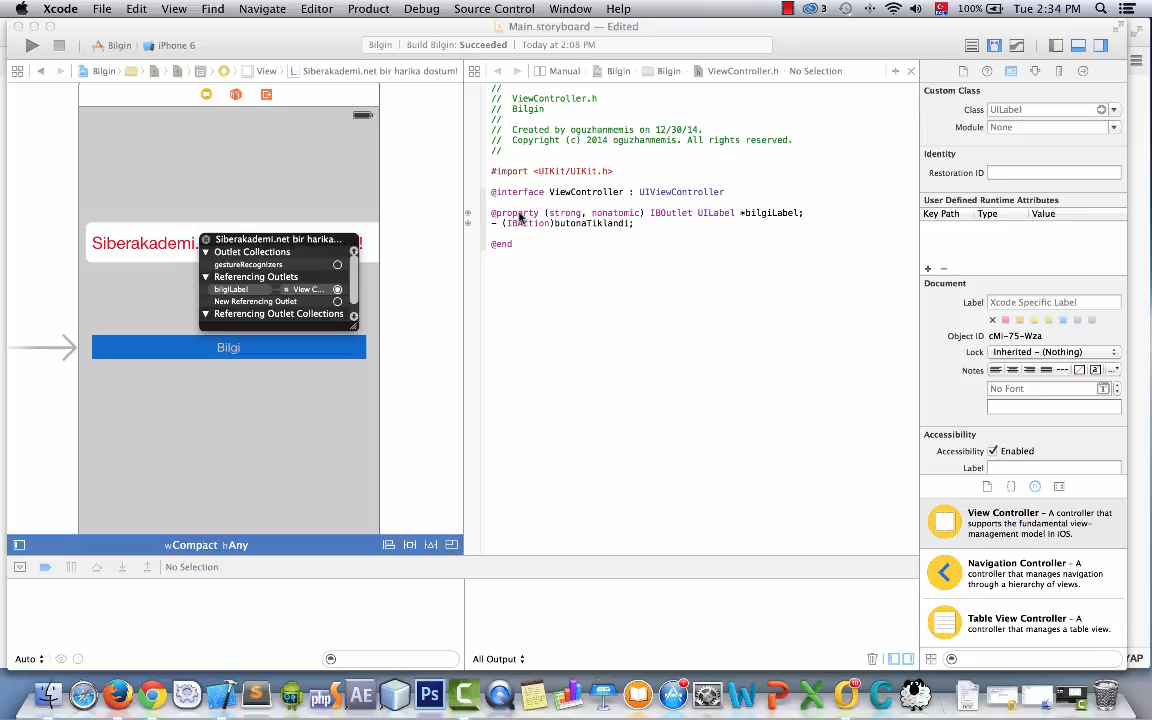 Xcode File Edit View Find Navigate Editor Product Debug Source Control Window Help 3 100% Tue 2:34 PM
Main.storyboard — Edited
Bilgin iPhone 6 Bilgin Build Bilgin: Succeeded Today at 2:08 PM
Bilgin View Siberakademi.net bir harika dostum! Manual Bilgin Bilgin ViewController.h No Selection
//
// ViewController.h
// Bilgin
//
// Created by oguzhanmemis on 12/30/14.
// Copyright (c) 2014 oguzhanmemis. All rights reserved.
//
#import <UIKit/UIKit.h>
@interface ViewController : UIViewController
@property (strong, nonatomic) IBOutlet UILabel *bilgiLabel;
- (IBAction)butonaTiklandi;
@end
Siberakademi. !
Siberakademi.net bir harika...
Outlet Collections
gestureRecognizers
Referencing Outlets
bilgiLabel View C...
New Referencing Outlet
Referencing Outlet Collections
Bilgi
wCompact hAny
No Selection
Auto
All Output
Custom Class
Class UILabel
Module None
Identity
Restoration ID
User Defined Runtime Attributes
Key Path Type Value
+ −
Document
Label Xcode Specific Label
Object ID cMI-75-Wza
Lock Inherited - (Nothing)
Notes
No Font
Accessibility
Accessibility Enabled
Label
View Controller - A controller that
supports the fundamental view-
management model in iOS.
Navigation Controller - A
controller that manages navigation
through a hierarchy of views.
Table View Controller - A
controller that manages a table view.
YAP
php AE Ps C W P X O C